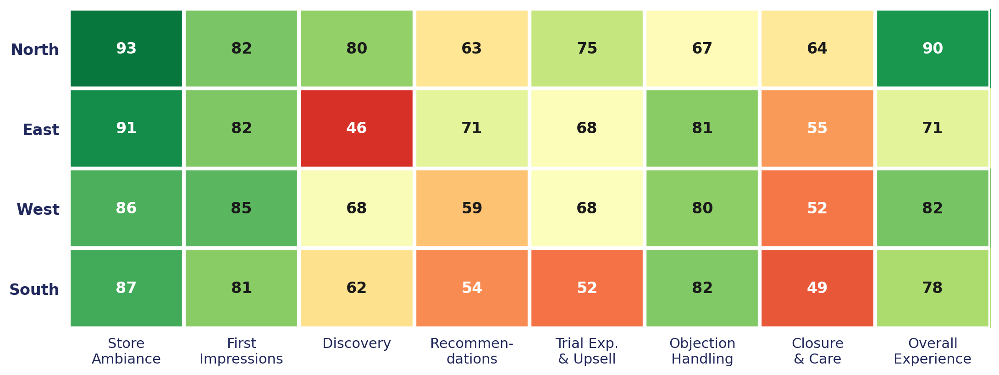 North 93 82 80 63 75 67 64 90
East 91 82 46 71 68 81 55 71
West 86 85 68 59 68 80 52 82
South 87 81 62 54 52 82 49 78
Store First Discovery Recommen- Trial Exp. Objection Closure Overall
Ambiance Impressions dations & Upsell Handling & Care Experience